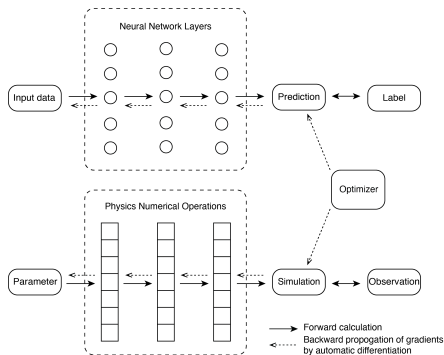 Neural Network Layers
Input data
Prediction
Label
Optimizer
Physics Numerical Operations
Parameter
Simulation
Observation
Forward calculation
Backward propogation of gradients
by automatic differentiation